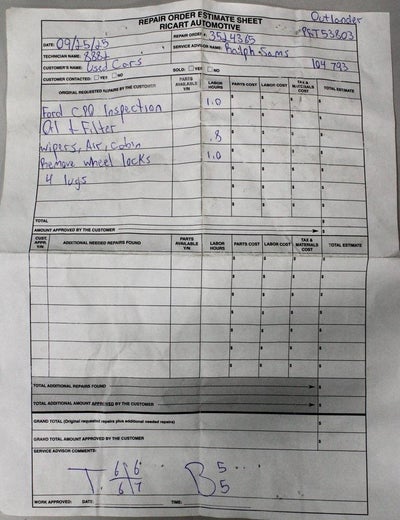 REPAIR ORDER ESTIMATE SHEET
RICART AUTOMOTIVE
Outlander
DATE: 09/25/25 REPAIR ORDER #: 3524365 P&T53803
TECHNICIAN NAME: 8882 SERVICE ADVISOR NAME: Ralph Sams
CUSTOMER'S NAME: Used Cars SOLD: YES NO 104793
CUSTOMER CONTACTED: YES NO
ORIGINAL REQUESTED REPAIRS BY THE CUSTOMER PARTS AVAILABLE Y/N LABOR HOURS PARTS COST LABOR COST TAX & MATERIALS COST TOTAL ESTIMATE
Ford CPO Inspection 1.0 $ $ $ $
Oil + Filter $ $ $ $
Wipers, Air, Cabin .8 $ $ $ $
Remove wheel locks 1.0 $ $ $ $
4 lugs $ $ $ $
$ $ $ $
TOTAL $
AMOUNT APPROVED BY THE CUSTOMER $
CUST. APPR. Y/N ADDITIONAL NEEDED REPAIRS FOUND PARTS AVAILABLE Y/N LABOR HOURS PARTS COST LABOR COST TAX & MATERIALS COST TOTAL ESTIMATE
$ $ $ $
$ $ $ $
$ $ $ $
$ $ $ $
$ $ $ $
$ $ $ $
TOTAL ADDITIONAL REPAIRS FOUND $
TOTAL ADDITIONAL AMOUNT APPROVED BY THE CUSTOMER $
GRAND TOTAL (Original requested repairs plus additional needed repairs) $
GRAND TOTAL AMOUNT APPROVED BY THE CUSTOMER $
SERVICE ADVISOR COMMENTS:
T. 6 6 B 5
6 7 5
WORK APPROVED: DATE: TIME: